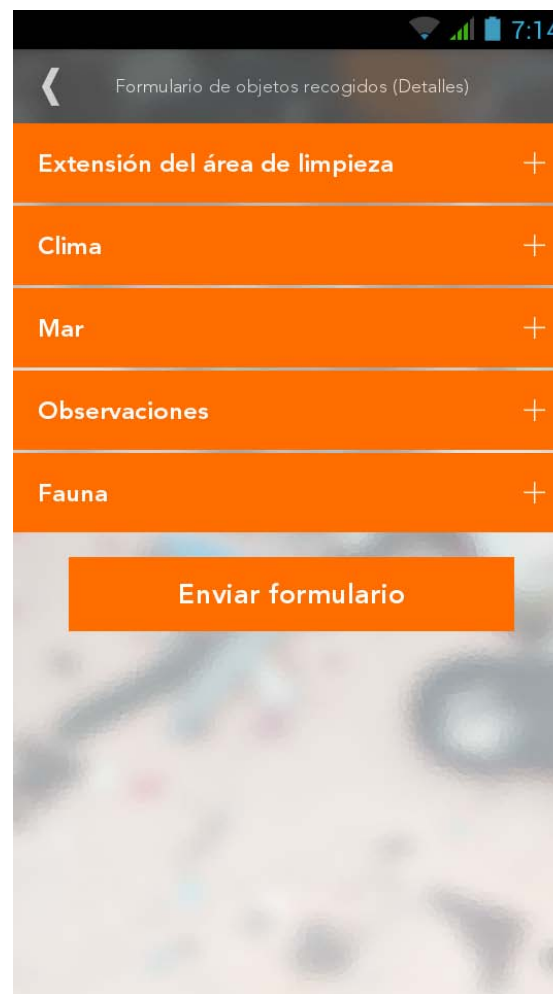 7:14
Formulario de objetos recogidos (Detalles)
Extensión del área de limpieza +
Clima +
Mar +
Observaciones +
Fauna +
Enviar formulario